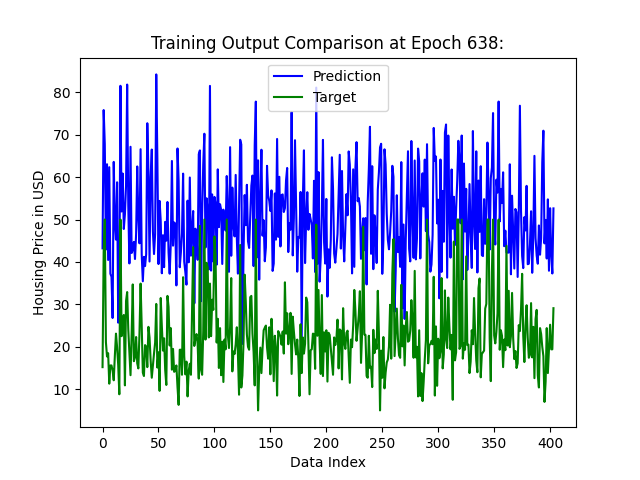 Training Output Comparison at Epoch 638:
Prediction
Target
Housing Price in USD
80
70
60
50
40
30
20
10
0 50 100 150 200 250 300 350 400
Data Index